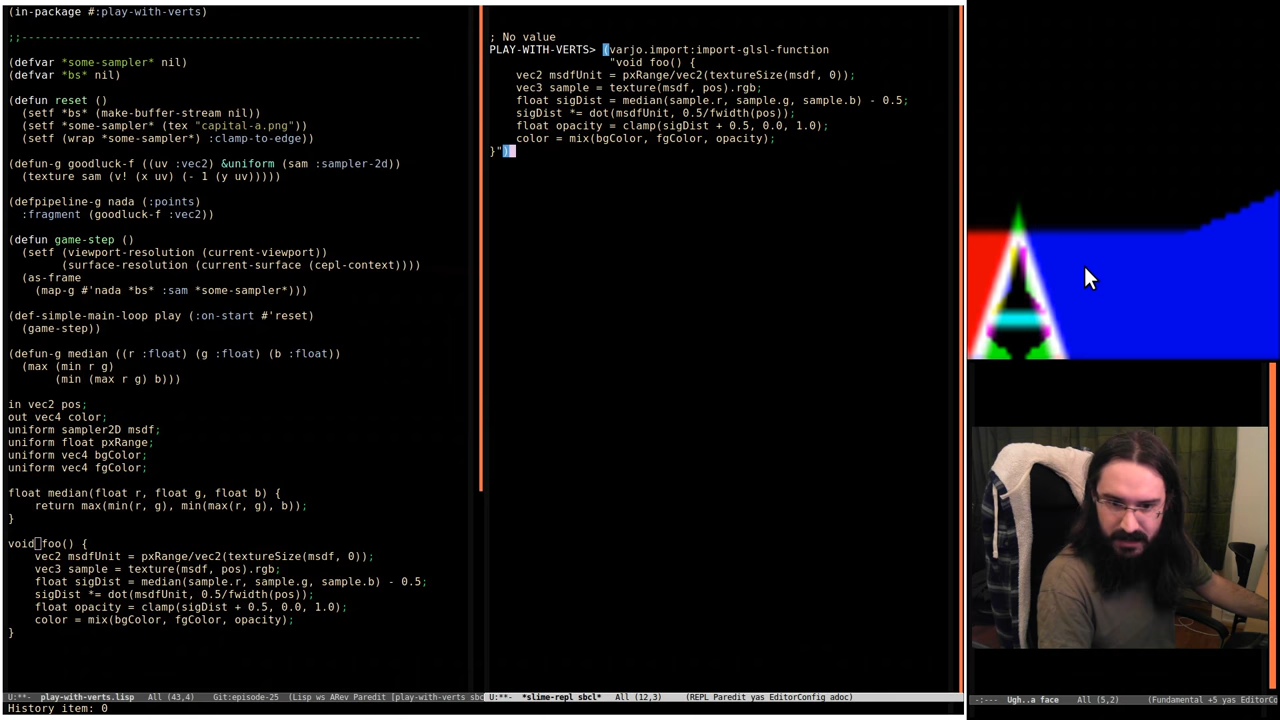 (in-package #:play-with-verts)
;;------------------------------------------------------------
(defvar *some-sampler* nil)
(defvar *bs* nil)
(defun reset ()
  (setf *bs* (make-buffer-stream nil))
  (setf *some-sampler* (tex "capital-a.png"))
  (setf (wrap *some-sampler*) :clamp-to-edge))
(defun-g goodluck-f ((uv :vec2) &uniform (sam :sampler-2d))
  (texture sam (v! (x uv) (- 1 (y uv)))))
(defpipeline-g nada (:points)
  :fragment (goodluck-f :vec2))
(defun game-step ()
  (setf (viewport-resolution (current-viewport))
        (surface-resolution (current-surface (cepl-context))))
  (as-frame
    (map-g #'nada *bs* :sam *some-sampler*)))
(def-simple-main-loop play (:on-start #'reset)
  (game-step))
(defun-g median ((r :float) (g :float) (b :float))
  (max (min r g)
       (min (max r g) b)))
in vec2 pos;
out vec4 color;
uniform sampler2D msdf;
uniform float pxRange;
uniform vec4 bgColor;
uniform vec4 fgColor;
float median(float r, float g, float b) {
    return max(min(r, g), min(max(r, g), b));
}
void foo() {
    vec2 msdfUnit = pxRange/vec2(textureSize(msdf, 0));
    vec3 sample = texture(msdf, pos).rgb;
    float sigDist = median(sample.r, sample.g, sample.b) - 0.5;
    sigDist *= dot(msdfUnit, 0.5/fwidth(pos));
    float opacity = clamp(sigDist + 0.5, 0.0, 1.0);
    color = mix(bgColor, fgColor, opacity);
}
U:**-  play-with-verts.lisp   All (43,4)    Git:episode-25  (Lisp ws ARev Paredit [play-with-verts sbc
History item: 0
; No value
PLAY-WITH-VERTS> (varjo.import:import-glsl-function
                  "void foo() {
    vec2 msdfUnit = pxRange/vec2(textureSize(msdf, 0));
    vec3 sample = texture(msdf, pos).rgb;
    float sigDist = median(sample.r, sample.g, sample.b) - 0.5;
    sigDist *= dot(msdfUnit, 0.5/fwidth(pos));
    float opacity = clamp(sigDist + 0.5, 0.0, 1.0);
    color = mix(bgColor, fgColor, opacity);
}")
U:**-  *slime-repl sbcl*   All (12,3)    (REPL Paredit yas EditorConfig adoc)
-:---  Ugh..a face    All (5,2)     (Fundamental +5 yas EditorCo